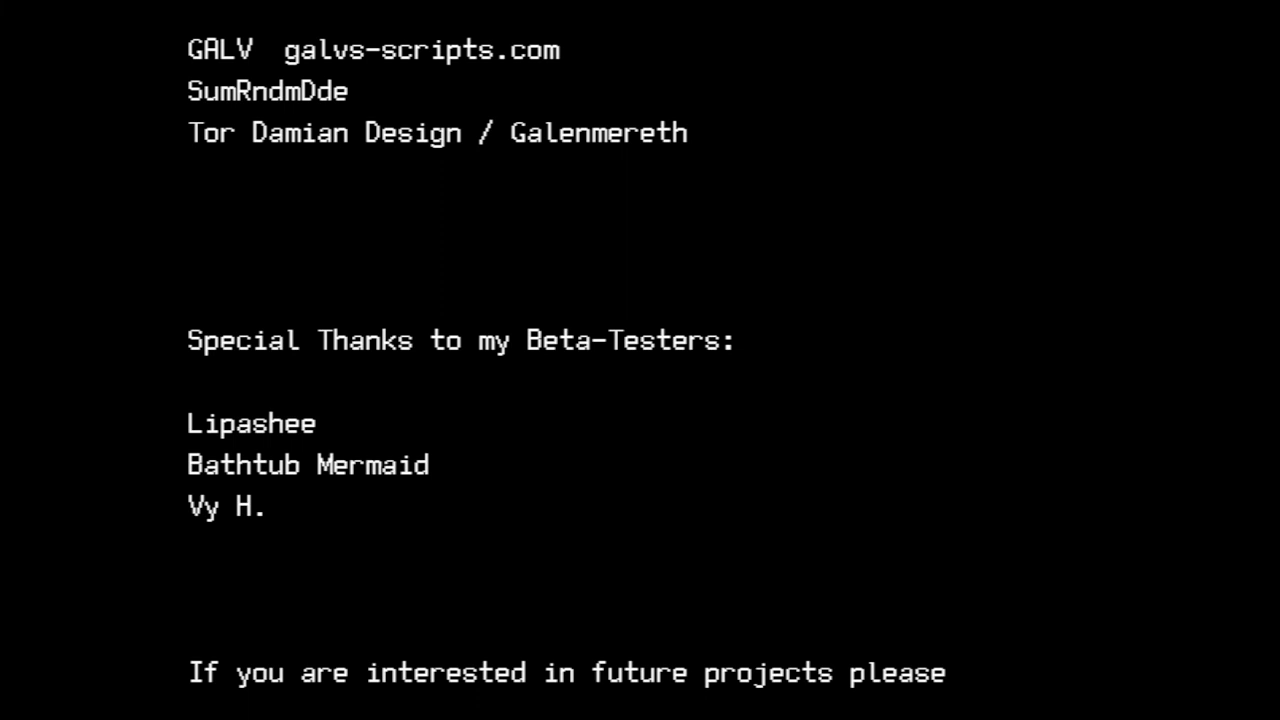 GALV  galvs-scripts.com
SumRndmDde
Tor Damian Design / Galenmereth
Special Thanks to my Beta-Testers:
Lipashee
Bathtub Mermaid
Vy H.
If you are interested in future projects please